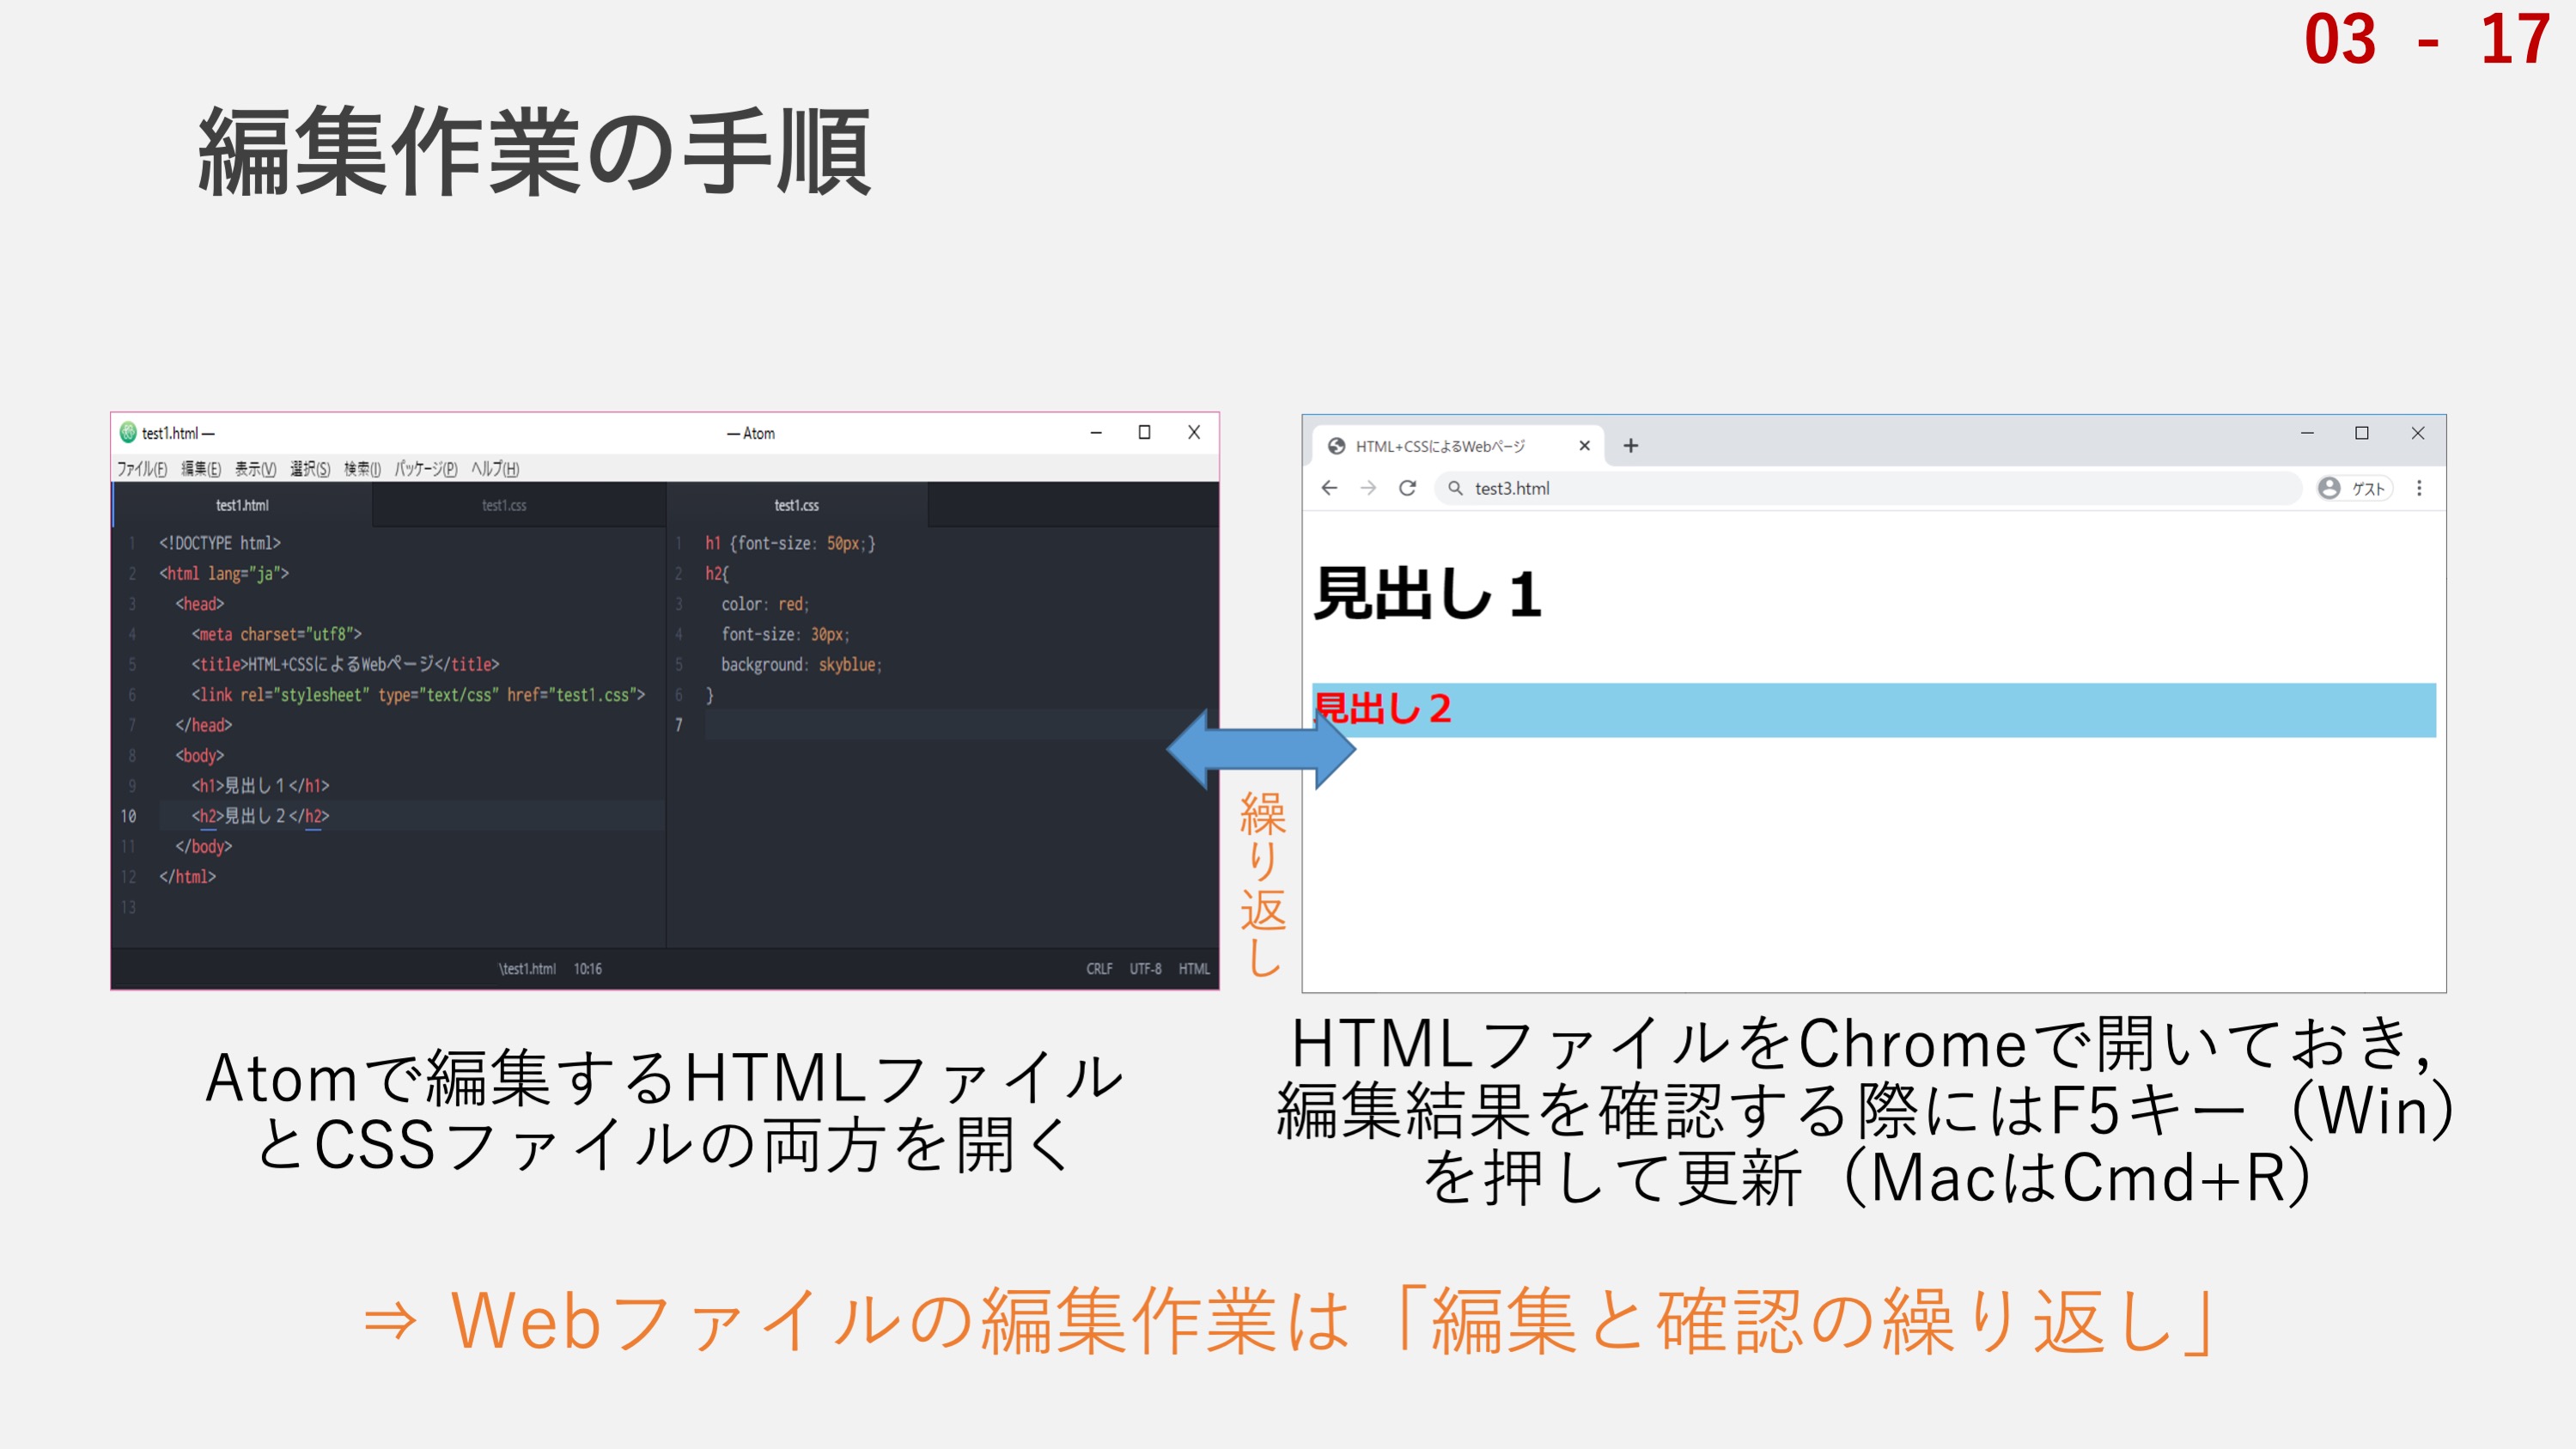 03 - 17
編集作業の手順
test1.html —
— Atom
ファイル(F) 編集(E) 表示(V) 選択(S) 検索(I) パッケージ(P) ヘルプ(H)
test1.html
test1.css
1 <!DOCTYPE html>
2 <html lang="ja">
3 <head>
4 <meta charset="utf8">
5 <title>HTML+CSSによるWebページ</title>
6 <link rel="stylesheet" type="text/css" href="test1.css">
7 </head>
8 <body>
9 <h1>見出し１</h1>
10 <h2>見出し２</h2>
11 </body>
12 </html>
13
test1.css
1 h1 {font-size: 50px;}
2 h2{
3 color: red;
4 font-size: 30px;
5 background: skyblue;
6 }
7
\test1.html 10:16
CRLF UTF-8 HTML
繰り返し
HTML+CSSによるWebページ
test3.html
ゲスト
見出し１
見出し２
Atomで編集するHTMLファイル
とCSSファイルの両方を開く
HTMLファイルをChromeで開いておき，
編集結果を確認する際にはF5キー（Win）
を押して更新（MacはCmd+R）
⇒ Webファイルの編集作業は「編集と確認の繰り返し」